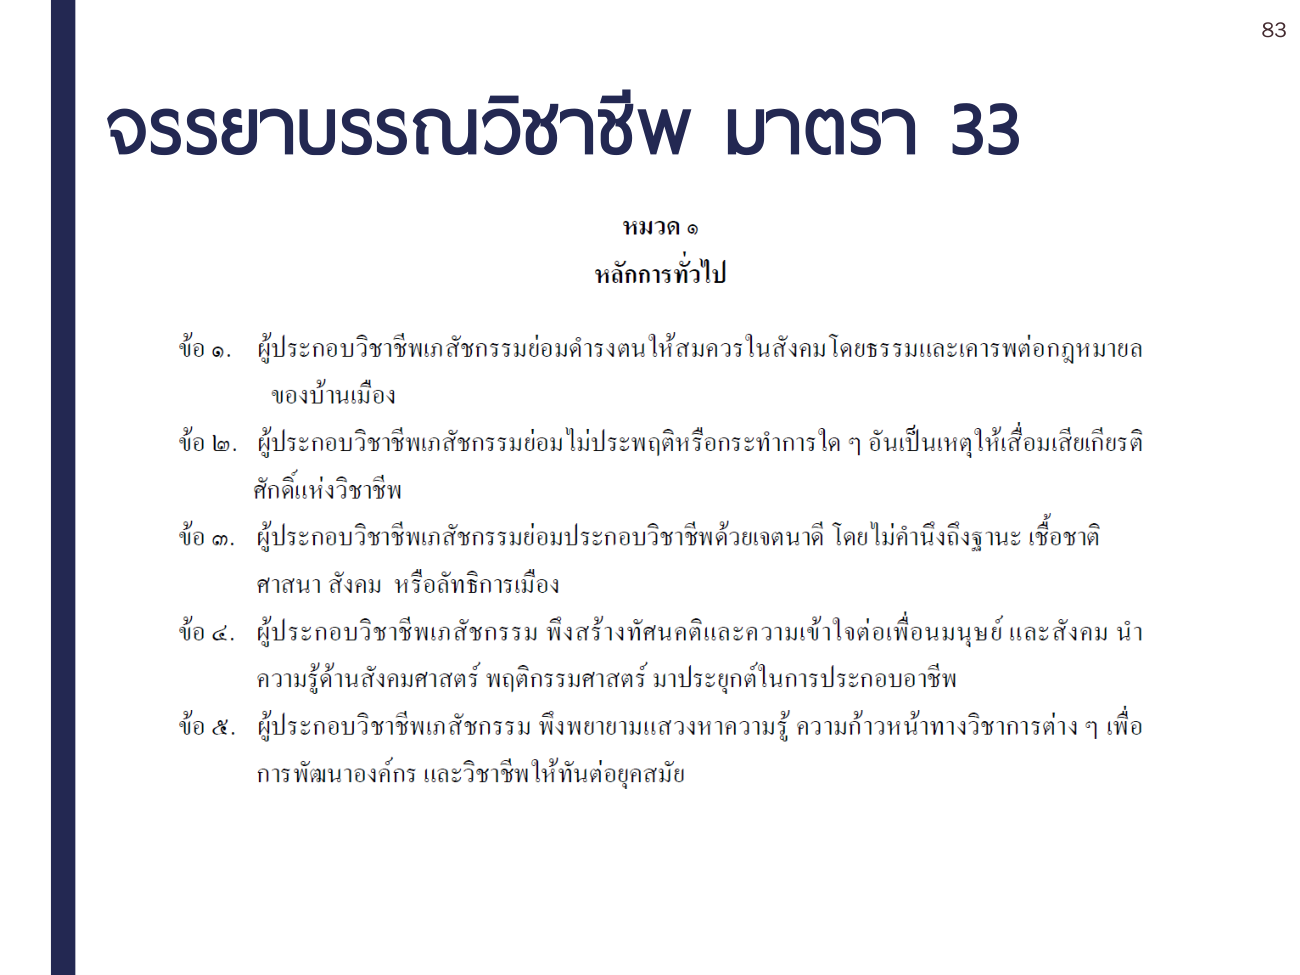 83
จรรยาบรรณวิชาชีพ มาตรา 33
หมวด ๑
หลักการทั่วไป
ข้อ ๑. ผู้ประกอบวิชาชีพเภสัชกรรมย่อมดำรงตนให้สมควรในสังคมโดยธรรมและเคารพต่อกฎหมายล
ของบ้านเมือง
ข้อ ๒. ผู้ประกอบวิชาชีพเภสัชกรรมย่อมไม่ประพฤติหรือกระทำการใด ๆ อันเป็นเหตุให้เสื่อมเสียเกียรติ
ศักดิ์แห่งวิชาชีพ
ข้อ ๓. ผู้ประกอบวิชาชีพเภสัชกรรมย่อมประกอบวิชาชีพด้วยเจตนาดี โดยไม่คำนึงถึงฐานะ เชื้อชาติ
ศาสนา สังคม หรือลัทธิการเมือง
ข้อ ๔. ผู้ประกอบวิชาชีพเภสัชกรรม พึงสร้างทัศนคติและความเข้าใจต่อเพื่อนมนุษย์ และสังคม นำ
ความรู้ด้านสังคมศาสตร์ พฤติกรรมศาสตร์ มาประยุกต์ในการประกอบอาชีพ
ข้อ ๕. ผู้ประกอบวิชาชีพเภสัชกรรม พึงพยายามแสวงหาความรู้ ความก้าวหน้าทางวิชาการต่าง ๆ เพื่อ
การพัฒนาองค์กร และวิชาชีพให้ทันต่อยุคสมัย